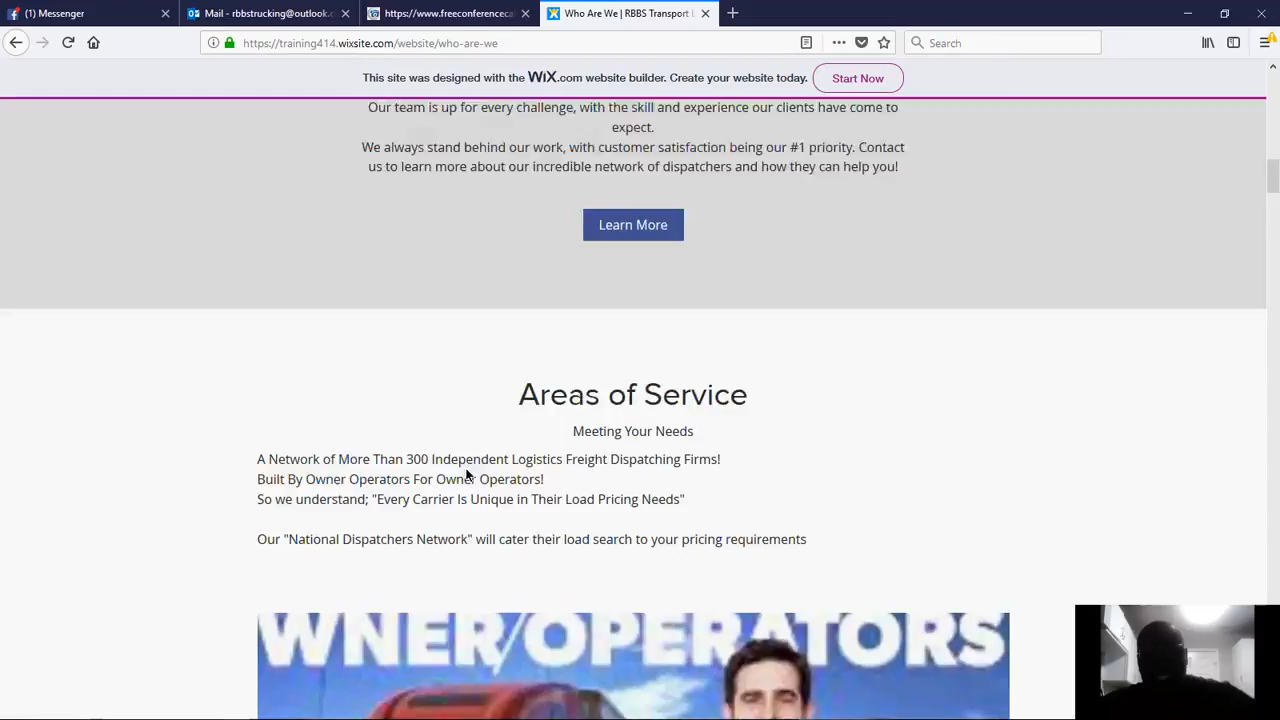 (1) Messenger
Mail - rbbstrucking@outlook.c
https://www.freeconferenceca
Who Are We | RBBS Transport L
https://training414.wixsite.com/website/who-are-we
Search
This site was designed with the WiX.com website builder. Create your website today.
Start Now
Our team is up for every challenge, with the skill and experience our clients have come to
expect.
We always stand behind our work, with customer satisfaction being our #1 priority. Contact
us to learn more about our incredible network of dispatchers and how they can help you!
Learn More
Areas of Service
Meeting Your Needs
A Network of More Than 300 Independent Logistics Freight Dispatching Firms!
Built By Owner Operators For Owner Operators!
So we understand; "Every Carrier Is Unique in Their Load Pricing Needs"
Our "National Dispatchers Network" will cater their load search to your pricing requirements
WNER/OPERATORS